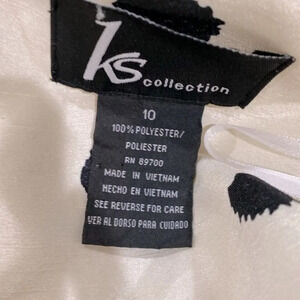 ks
collection
10
100% POLYESTER/
POLIESTER
RN 89700
MADE IN VIETNAM
HECHO EN VIETNAM
SEE REVERSE FOR CARE
VER AL DORSO PARA CUIDADO